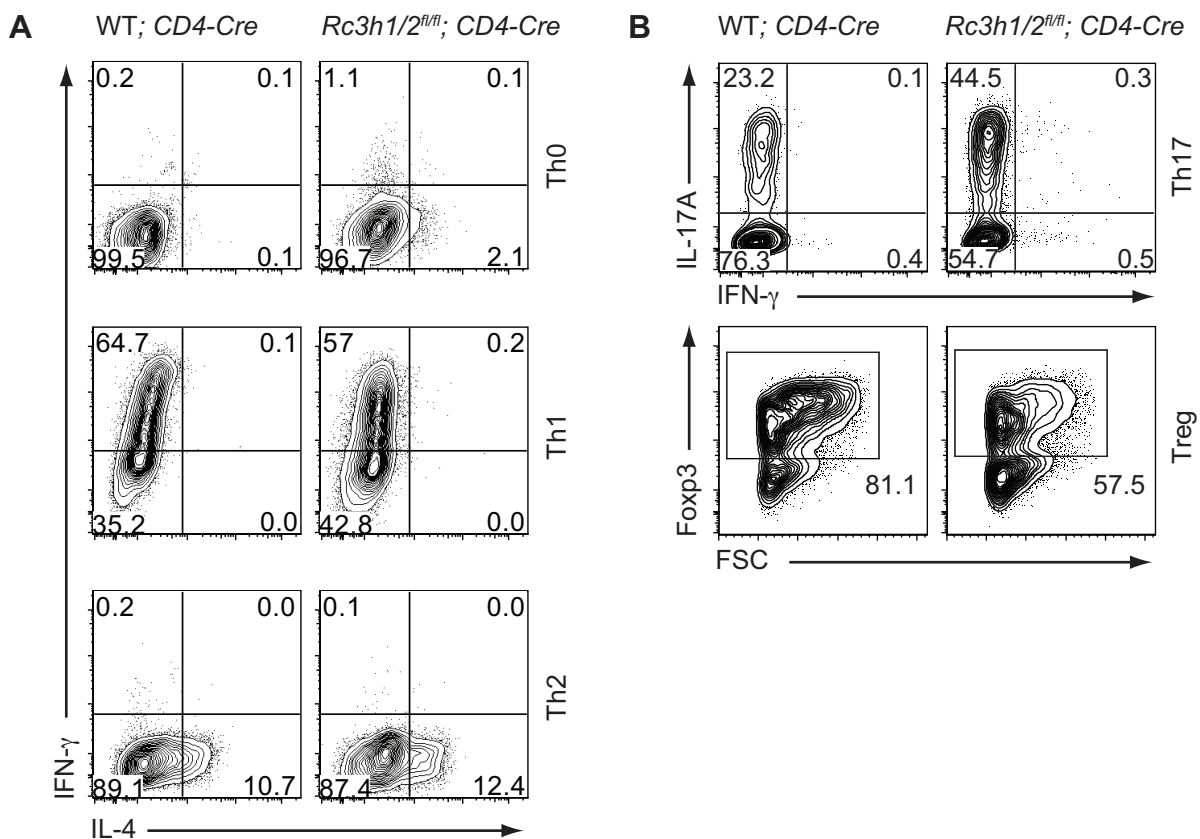 A
WT; CD4-Cre
Rc3h1/2fl/fl; CD4-Cre
0.2 0.1
99.5 0.1
1.1 0.1
96.7 2.1
Th0
64.7 0.1
35.2 0.0
57 0.2
42.8 0.0
Th1
0.2 0.0
89.1 10.7
0.1 0.0
87.4 12.4
Th2
IFN-γ
IL-4
B
WT; CD4-Cre
Rc3h1/2fl/fl; CD4-Cre
23.2 0.1
76.3 0.4
44.5 0.3
54.7 0.5
Th17
IL-17A
IFN-γ
81.1
57.5
Treg
Foxp3
FSC